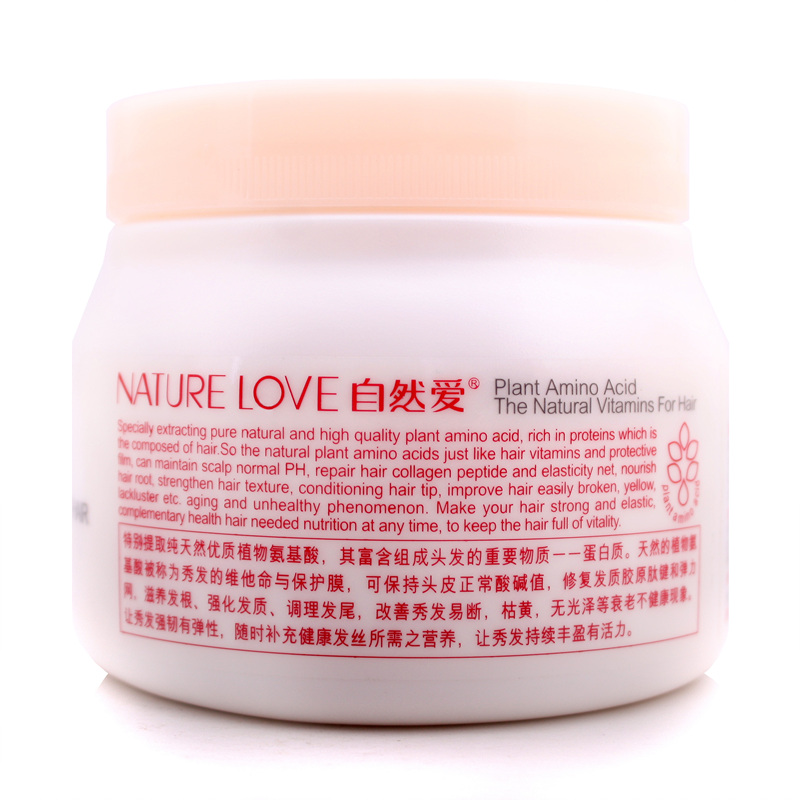 NATURE LOVE 自然爱®
Plant Amino Acid
The Natural Vitamins For Hair
Specially extracting pure natural and high quality plant amino acid, rich in proteins which is
the composed of hair.So the natural plant amino acids just like hair vitamins and protective
film, can maintain scalp normal PH, repair hair collagen peptide and elasticity net, nourish
hair root, strengthen hair texture, conditioning hair tip, improve hair easily broken, yellow,
lackluster etc. aging and unhealthy phenomenon. Make your hair strong and elastic,
complementary health hair needed nutrition at any time, to keep the hair full of vitality.
plant amino acid
特别提取纯天然优质植物氨基酸，其富含组成头发的重要物质——蛋白质。天然的植物氨
基酸被称为秀发的维他命与保护膜，可保持头皮正常酸碱值，修复发质胶原肽键和弹力
网、滋养发根、强化发质、调理发尾，改善秀发易断，枯黄，无光泽等衰老不健康现象。
让秀发强韧有弹性，随时补充健康发丝所需之营养，让秀发持续丰盈有活力。